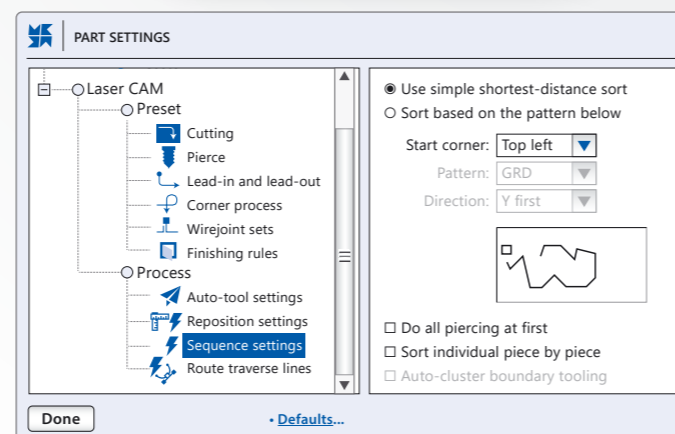 PART SETTINGS
Laser CAM
Preset
Cutting
Pierce
Lead-in and lead-out
Corner process
Wirejoint sets
Finishing rules
Process
Auto-tool settings
Reposition settings
Sequence settings
Route traverse lines
Use simple shortest-distance sort
Sort based on the pattern below
Start corner: Top left
Pattern: GRD
Direction: Y first
Do all piercing at first
Sort individual piece by piece
Auto-cluster boundary tooling
Done
• Defaults...